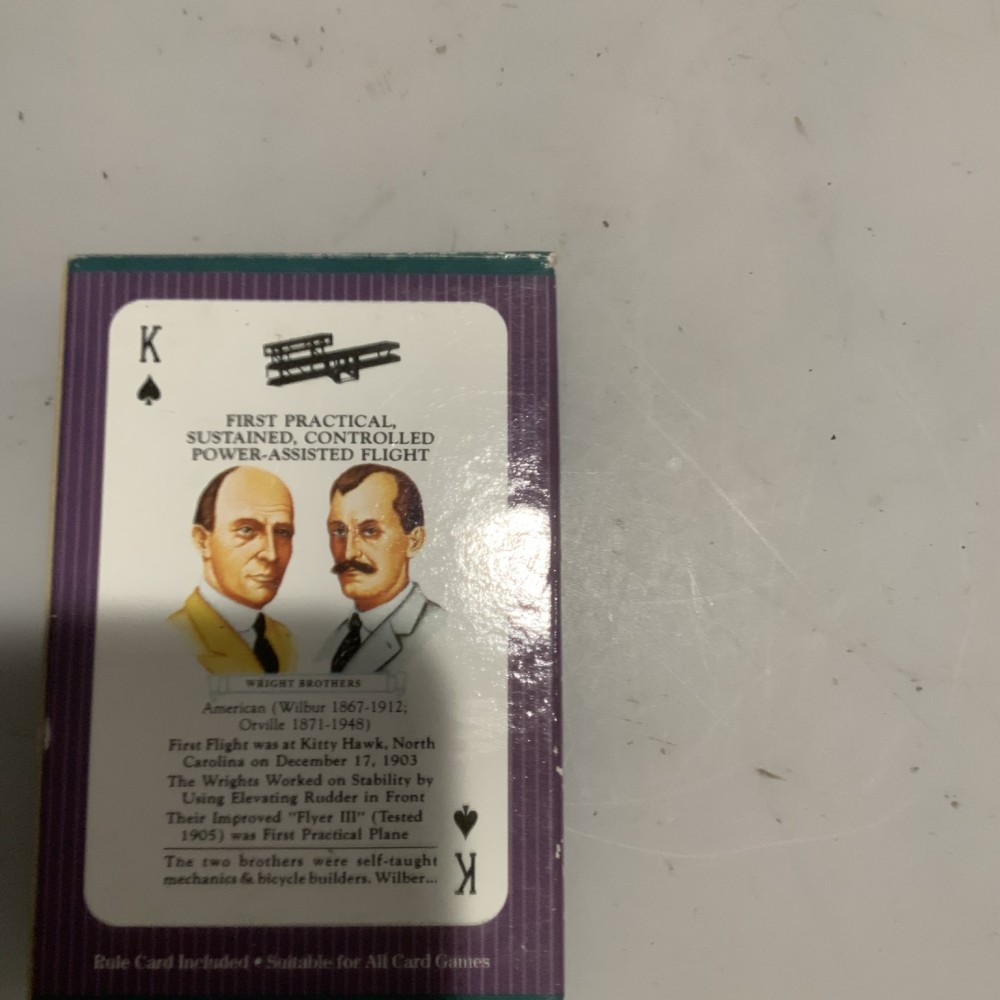 K
FIRST PRACTICAL,
SUSTAINED, CONTROLLED
POWER-ASSISTED FLIGHT
WRIGHT BROTHERS
American (Wilbur 1867-1912;
Orville 1871-1948)
First Flight was at Kitty Hawk, North
Carolina on December 17, 1903
The Wrights Worked on Stability by
Using Elevating Rudder in Front
Their Improved "Flyer III" (Tested
1905) was First Practical Plane
The two brothers were self-taught
mechanics & bicycle builders. Wilber...
K
Rule Card Included • Suitable for All Card Games